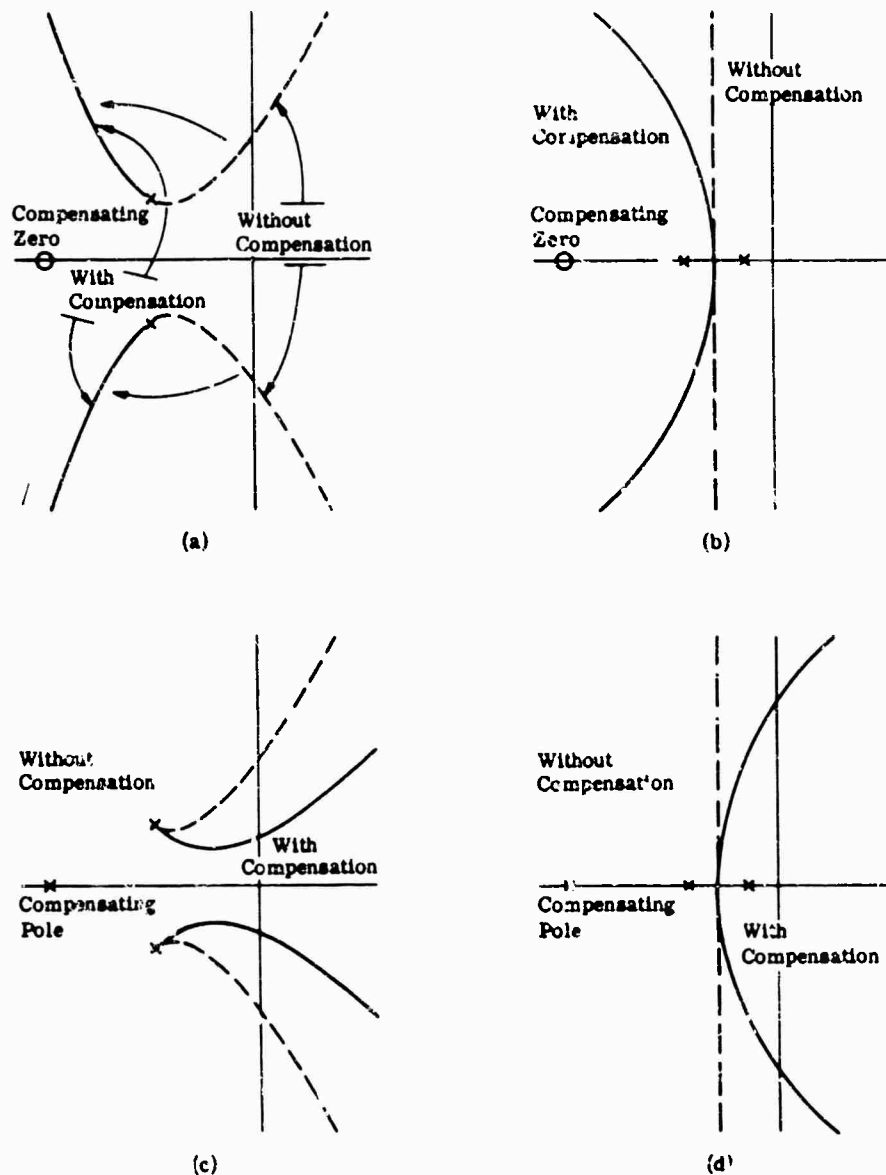 Compensating
Zero
Without
Compensation
With
Compensation
(a)
Without
Compensation
With
Compensation
Compensating
Zero
(b)
Without
Compensation
With
Compensation
Compensating
Pole
(c)
Without
Compensation
Compensating
Pole
With
Compensation
(d)